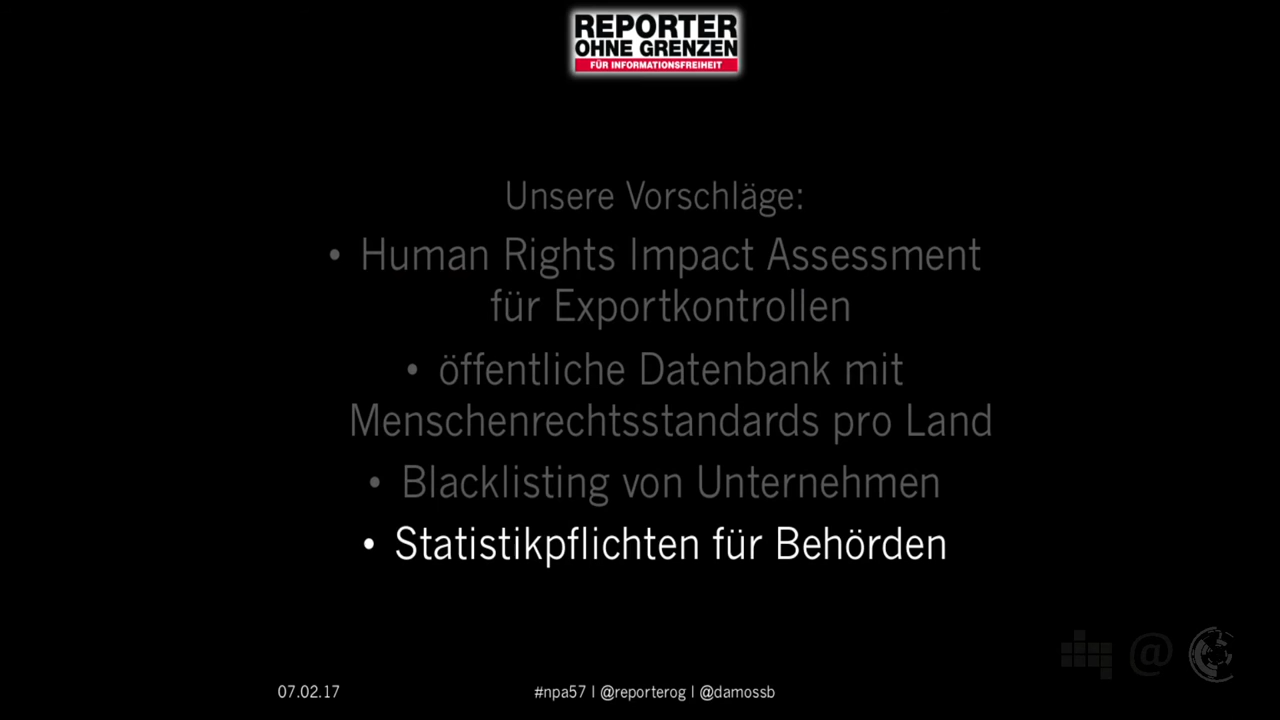 REPORTER
OHNE GRENZEN
FÜR INFORMATIONSFREIHEIT
Unsere Vorschläge:
• Human Rights Impact Assessment
für Exportkontrollen
• öffentliche Datenbank mit
Menschenrechtsstandards pro Land
• Blacklisting von Unternehmen
• Statistikpflichten für Behörden
@
07.02.17
#npa57 | @reporterog | @damossb